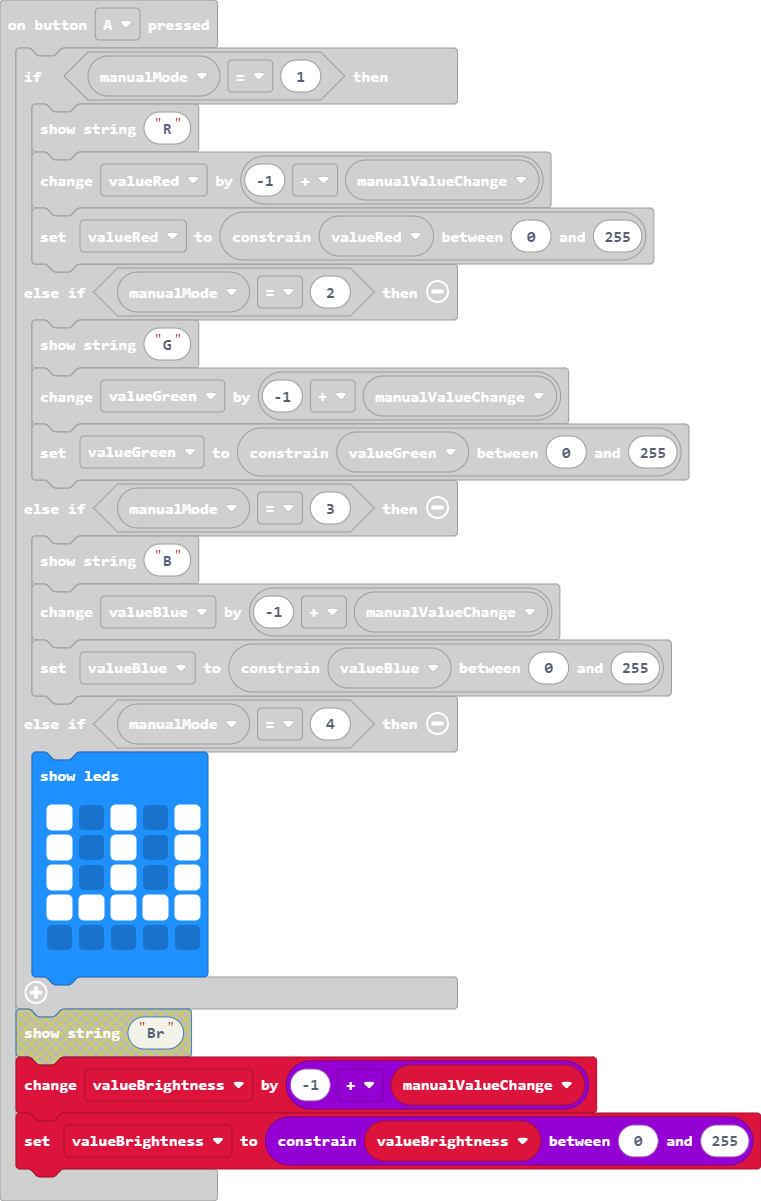 on button A pressed
if manualMode = 1 then
show string "R"
change valueRed by -1 + manualValueChange
set valueRed to constrain valueRed between 0 and 255
else if manualMode = 2 then
show string "G"
change valueGreen by -1 + manualValueChange
set valueGreen to constrain valueGreen between 0 and 255
else if manualMode = 3 then
show string "B"
change valueBlue by -1 + manualValueChange
set valueBlue to constrain valueBlue between 0 and 255
else if manualMode = 4 then
show leds
show string "Br"
change valueBrightness by -1 + manualValueChange
set valueBrightness to constrain valueBrightness between 0 and 255